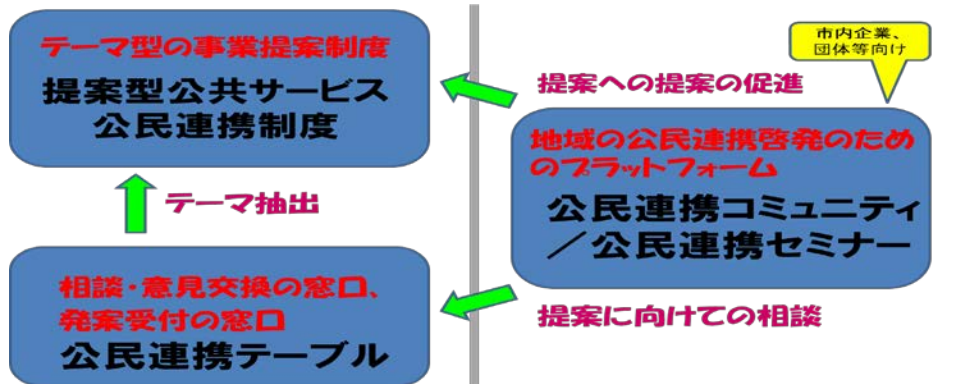 テーマ型の事業提案制度
提案型公共サービス
公民連携制度
テーマ抽出
相談・意見交換の窓口、
発案受付の窓口
公民連携テーブル
市内企業、
団体等向け
提案への提案の促進
地域の公民連携啓発のため
のプラットフォーム
公民連携コミュニティ
／公民連携セミナー
提案に向けての相談